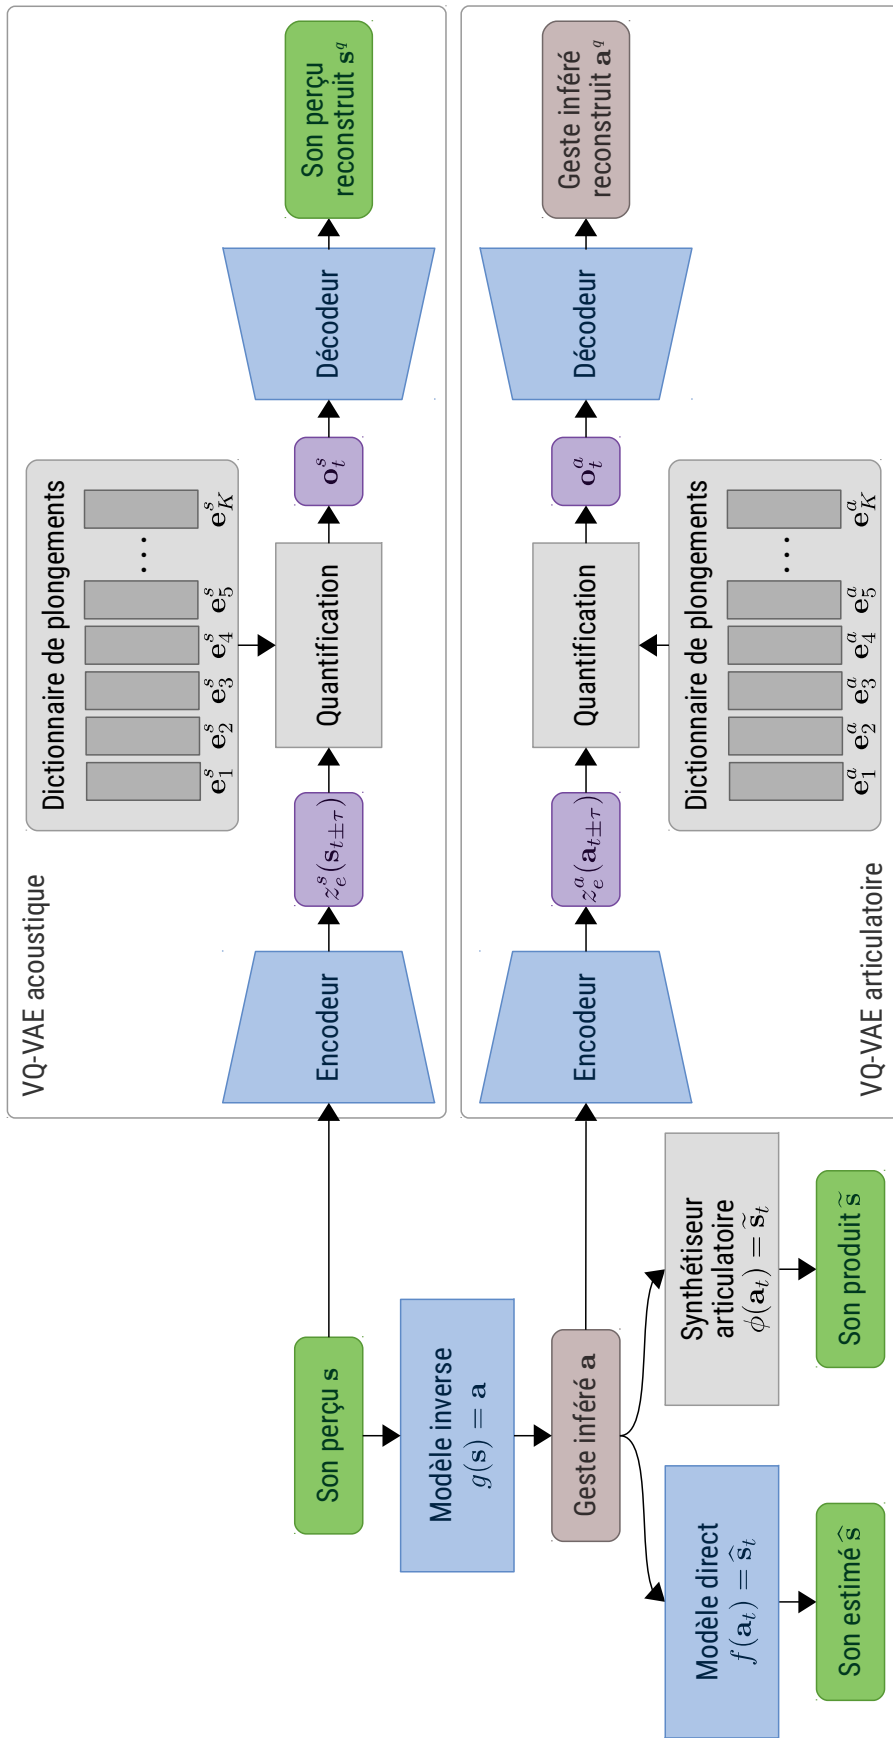 VQ-VAE acoustique
Dictionnaire de plongements
e_1^s e_2^s e_3^s e_4^s e_5^s … e_K^s
Son perçu s
Encodeur
z_e^s(s_{t±τ})
Quantification
o_t^s
Décodeur
Son perçu
reconstruit s^q
Modèle inverse
g(s) = a
Geste inféré a
Encodeur
z_e^a(a_{t±τ})
Quantification
o_t^a
Décodeur
Geste inféré
reconstruit a^q
Modèle direct
f(a_t) = ŝ_t
Synthétiseur
articulatoire
ϕ(a_t) = s̃_t
Son estimé ŝ
Son produit s̃
Dictionnaire de plongements
e_1^a e_2^a e_3^a e_4^a e_5^a … e_K^a
VQ-VAE articulatoire